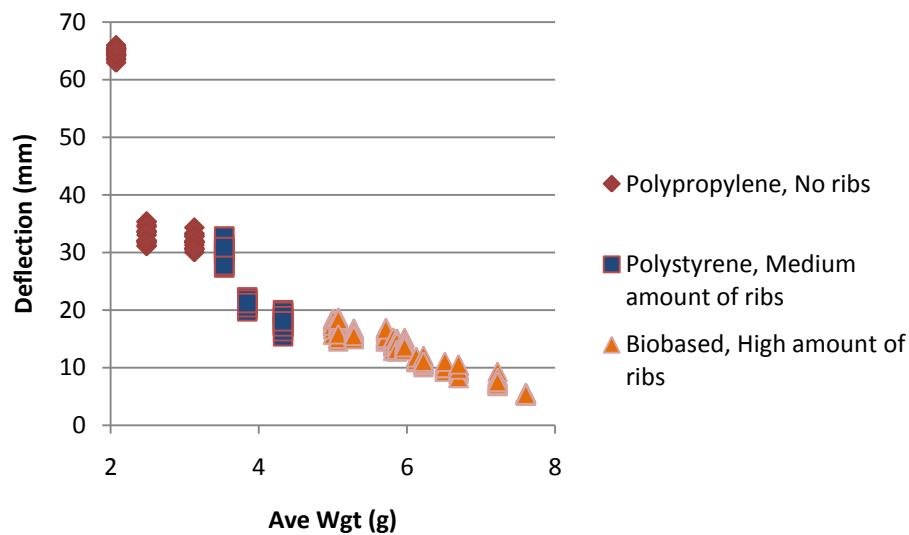 70
60
50
40
30
20
10
0
2
4
6
8
Deflection (mm)
Ave Wgt (g)
Polypropylene, No ribs
Polystyrene, Medium
amount of ribs
Biobased, High amount of
ribs